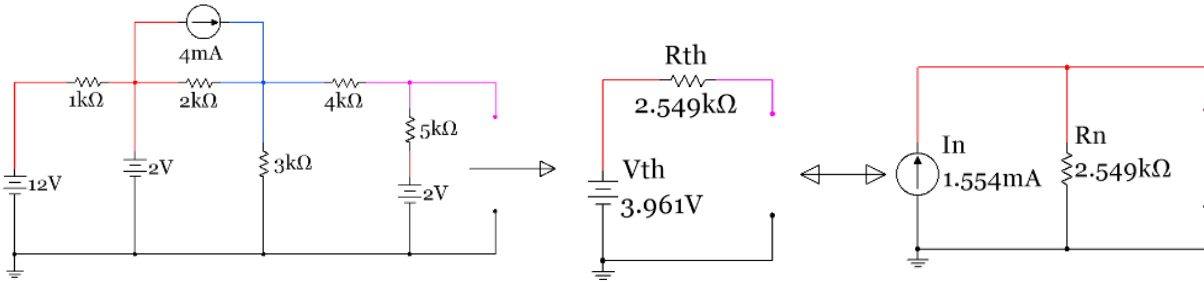 4mA
1kΩ
2kΩ
4kΩ
5kΩ
3kΩ
12V
2V
2V
Rth
2.549kΩ
Vth
3.961V
In
1.554mA
Rn
2.549kΩ